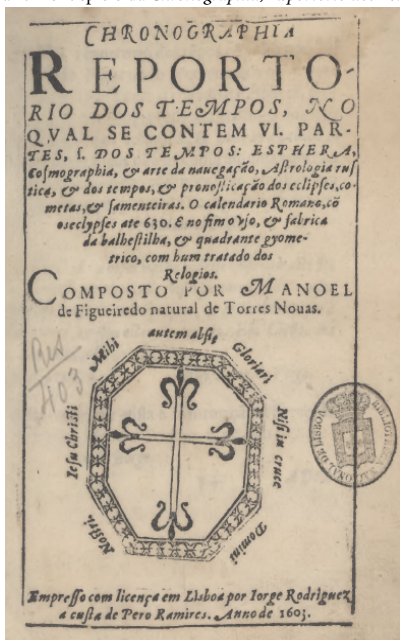 CHRONOGRAPHIA
REPORTO-
RIO DOS TEMPOS, NO
QVAL SE CONTEM VI. PAR-
TES, ſ. DOS TEMPOS: ESPHERA,
Coſmographia, & arte da nauegação, Aſtrologia ruſ
tica, & dos tempos, & pronoſticação dos eclipſes, co-
metas, & ſamenteiras. O calendario Romano, cõ
os eclypſes ate 630. E no fim o vſo, & fabrica
da balheſtilha, & quadrante gyome-
trico, com hum tratado dos
Relogios.
COMPOSTO POR MANOEL
de Figueiredo natural de Torres Nouas.
Mihi
autem abſit
Gloriari
Niſi in cruce
Domini
Noſtri.
Ieſu Chriſti
Res
403
Empreſſo com licença em Lisboa por Iorge Rodriguez
a cuſta de Pero Ramires. Anno de 1603.